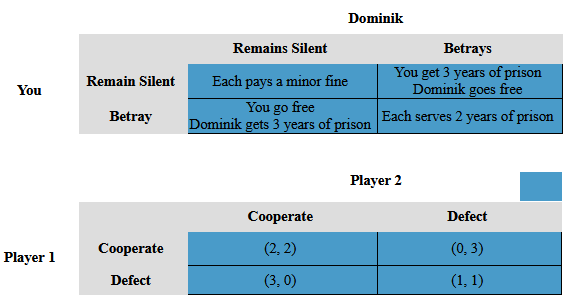 Dominik
Remains Silent Betrays
You
Remain Silent Each pays a minor fine You get 3 years of prison
Dominik goes free
Betray You go free
Dominik gets 3 years of prison Each serves 2 years of prison
Player 2
Cooperate Defect
Player 1
Cooperate (2, 2) (0, 3)
Defect (3, 0) (1, 1)